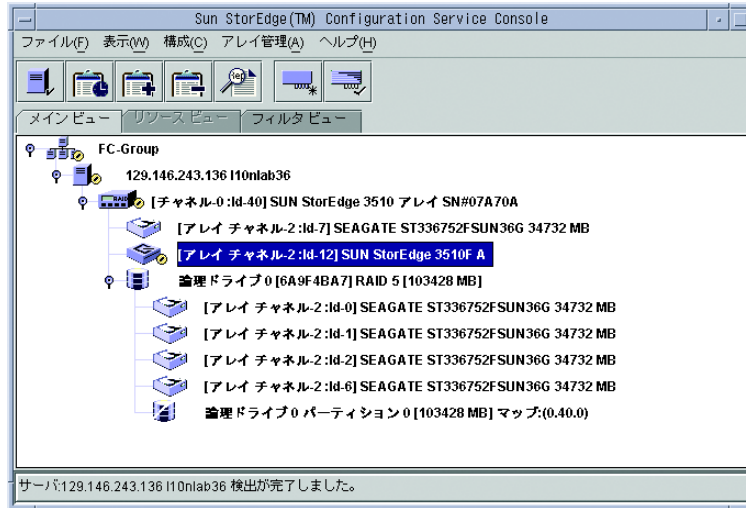 Sun StorEdge(TM) Configuration Service Console
ファイル(F) 表示(W) 構成(C) アレイ管理(A) ヘルプ(H)
メインビュー リソース ビュー フィルタ ビュー
FC-Group
129.146.243.136 l10nlab36
[チャネル-0 :Id-40] SUN StorEdge 3510 アレイ SN#07A70A
[アレイ チャネル-2 :Id-7] SEAGATE ST336752FSUN36G 34732 MB
[アレイ チャネル-2 :Id-12] SUN StorEdge 3510F A
論理ドライブ 0 [6A9F4BA7] RAID 5 [103428 MB]
[アレイ チャネル-2 :Id-0] SEAGATE ST336752FSUN36G 34732 MB
[アレイ チャネル-2 :Id-1] SEAGATE ST336752FSUN36G 34732 MB
[アレイ チャネル-2 :Id-2] SEAGATE ST336752FSUN36G 34732 MB
[アレイ チャネル-2 :Id-6] SEAGATE ST336752FSUN36G 34732 MB
論理ドライブ 0 パーティション 0 [103428 MB] マップ:(0.40.0)
サーバ:129.146.243.136 l10nlab36 検出が完了しました。